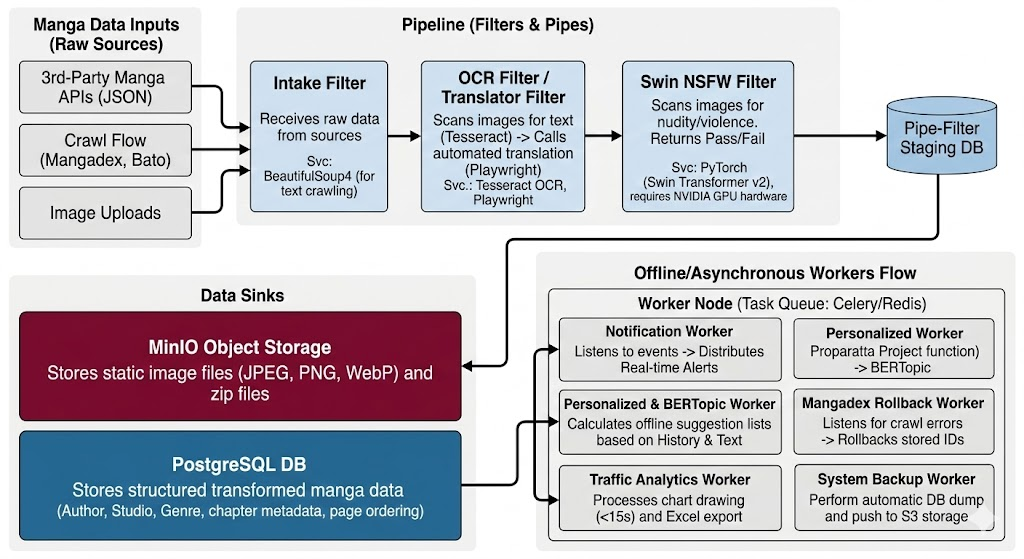 Manga Data Inputs
(Raw Sources)
3rd-Party Manga
APIs (JSON)
Crawl Flow
(Mangadex, Bato)
Image Uploads
Pipeline (Filters & Pipes)
Intake Filter
Receives raw data
from sources
Svc:
BeautifulSoup4 (for
text crawling)
OCR Filter /
Translator Filter
Scans images for text
(Tesseract) -> Calls
automated translation
(Playwright)
Svc.: Tesseract OCR,
Playwright
Swin NSFW Filter
Scans images for
nudity/violence.
Returns Pass/Fail
Svc: PyTorch
(Swin Transformer v2),
requires NVIDIA GPU hardware
Pipe-Filter
Staging DB
Data Sinks
MinIO Object Storage
Stores static image files (JPEG, PNG, WebP) and
zip files
PostgreSQL DB
Stores structured transformed manga data
(Author, Studio, Genre, chapter metadata, page ordering)
Offline/Asynchronous Workers Flow
Worker Node (Task Queue: Celery/Redis)
Notification Worker
Listens to events -> Distributes
Real-time Alerts
Personalized Worker
Proparatta Project function)
-> BERTopic
Personalized & BERTopic Worker
Calculates offline suggestion lists
based on History & Text
Mangadex Rollback Worker
Listens for crawl errors
-> Rollbacks stored IDs
Traffic Analytics Worker
Processes chart drawing
(<15s) and Excel export
System Backup Worker
Perform automatic DB dump
and push to S3 storage